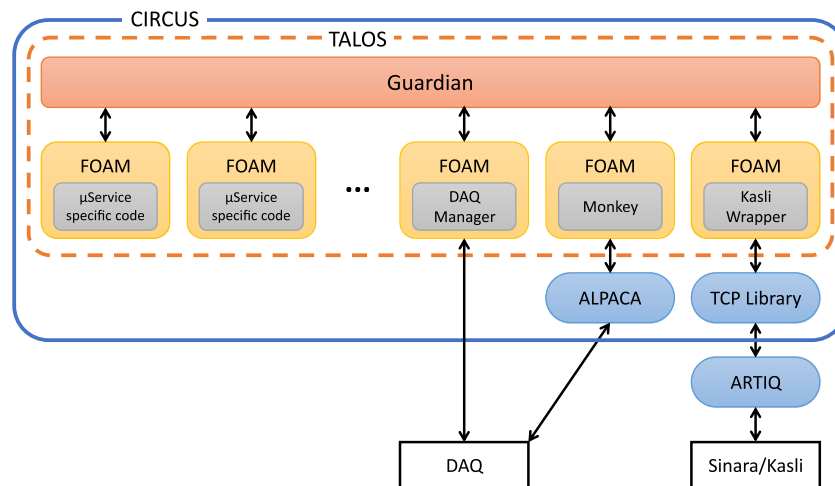 CIRCUS
TALOS
Guardian
FOAM
µService
specific code
FOAM
µService
specific code
...
FOAM
DAQ
Manager
FOAM
Monkey
FOAM
Kasli
Wrapper
ALPACA
TCP Library
ARTIQ
DAQ
Sinara/Kasli